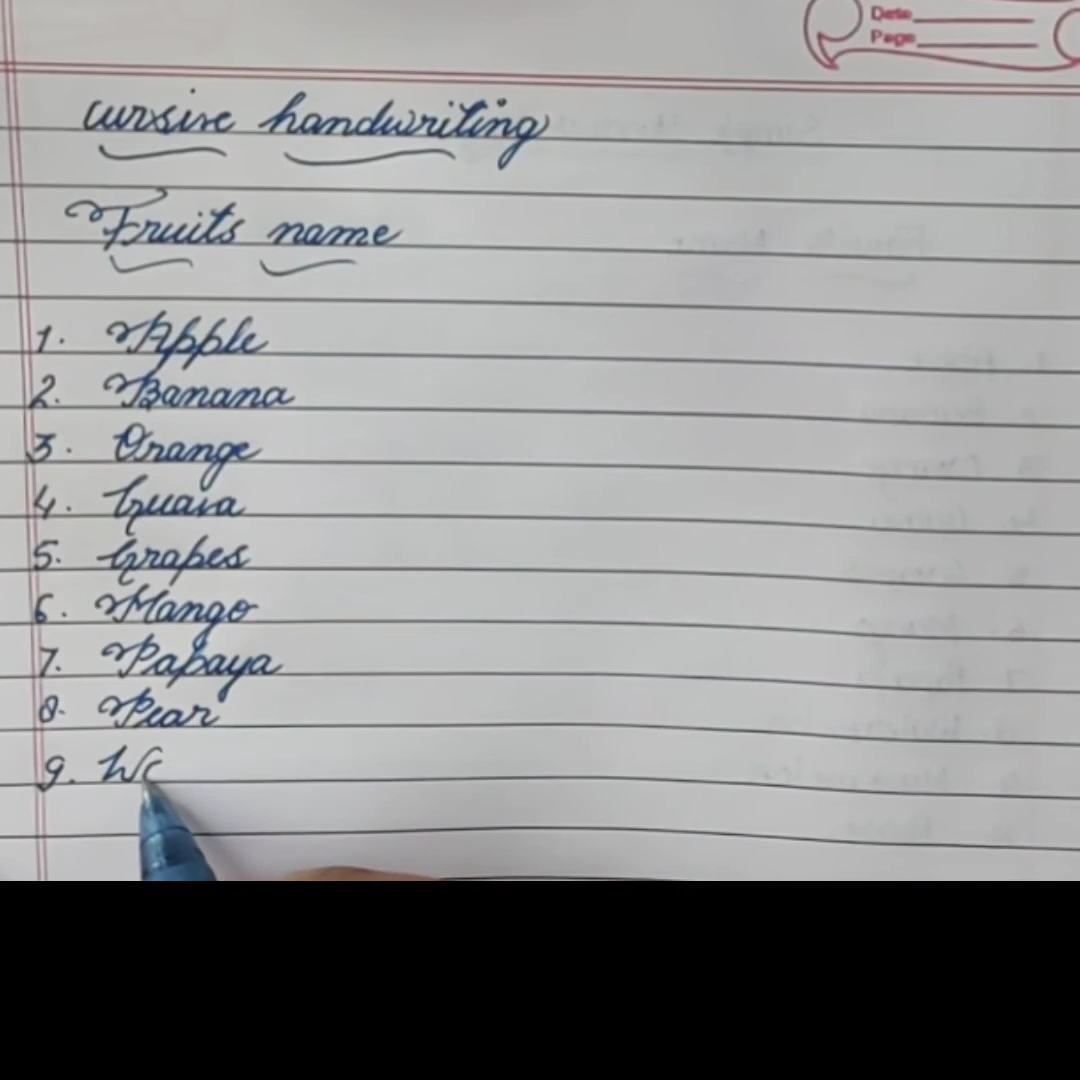 Date
Page
cursive handwriting
Fruits name
1. Apple
2. Banana
3. Orange
4. Guava
5. Grapes
6. Mango
7. Papaya
8. Pear
9. Wa